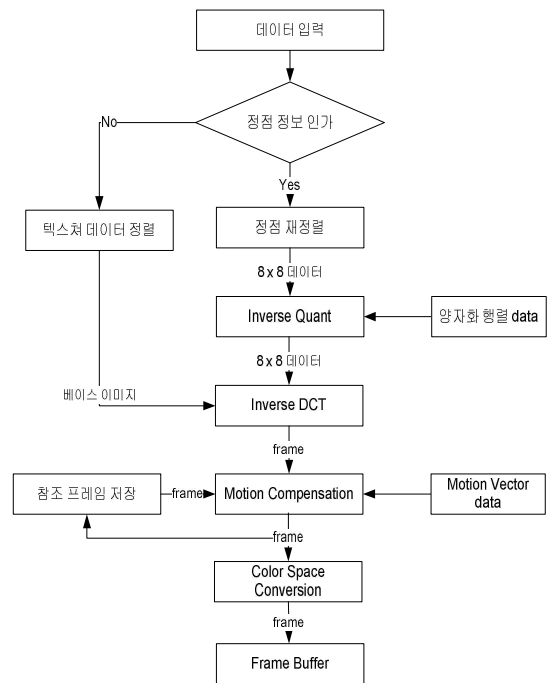 데이터 입력
정점 정보 인가
No
Yes
텍스쳐 데이터 정렬
정점 재정렬
8 x 8 데이터
Inverse Quant
양자화 행렬 data
8 x 8 데이터
베이스 이미지
Inverse DCT
frame
참조 프레임 저장
frame
Motion Compensation
Motion Vector
data
frame
Color Space
Conversion
frame
Frame Buffer